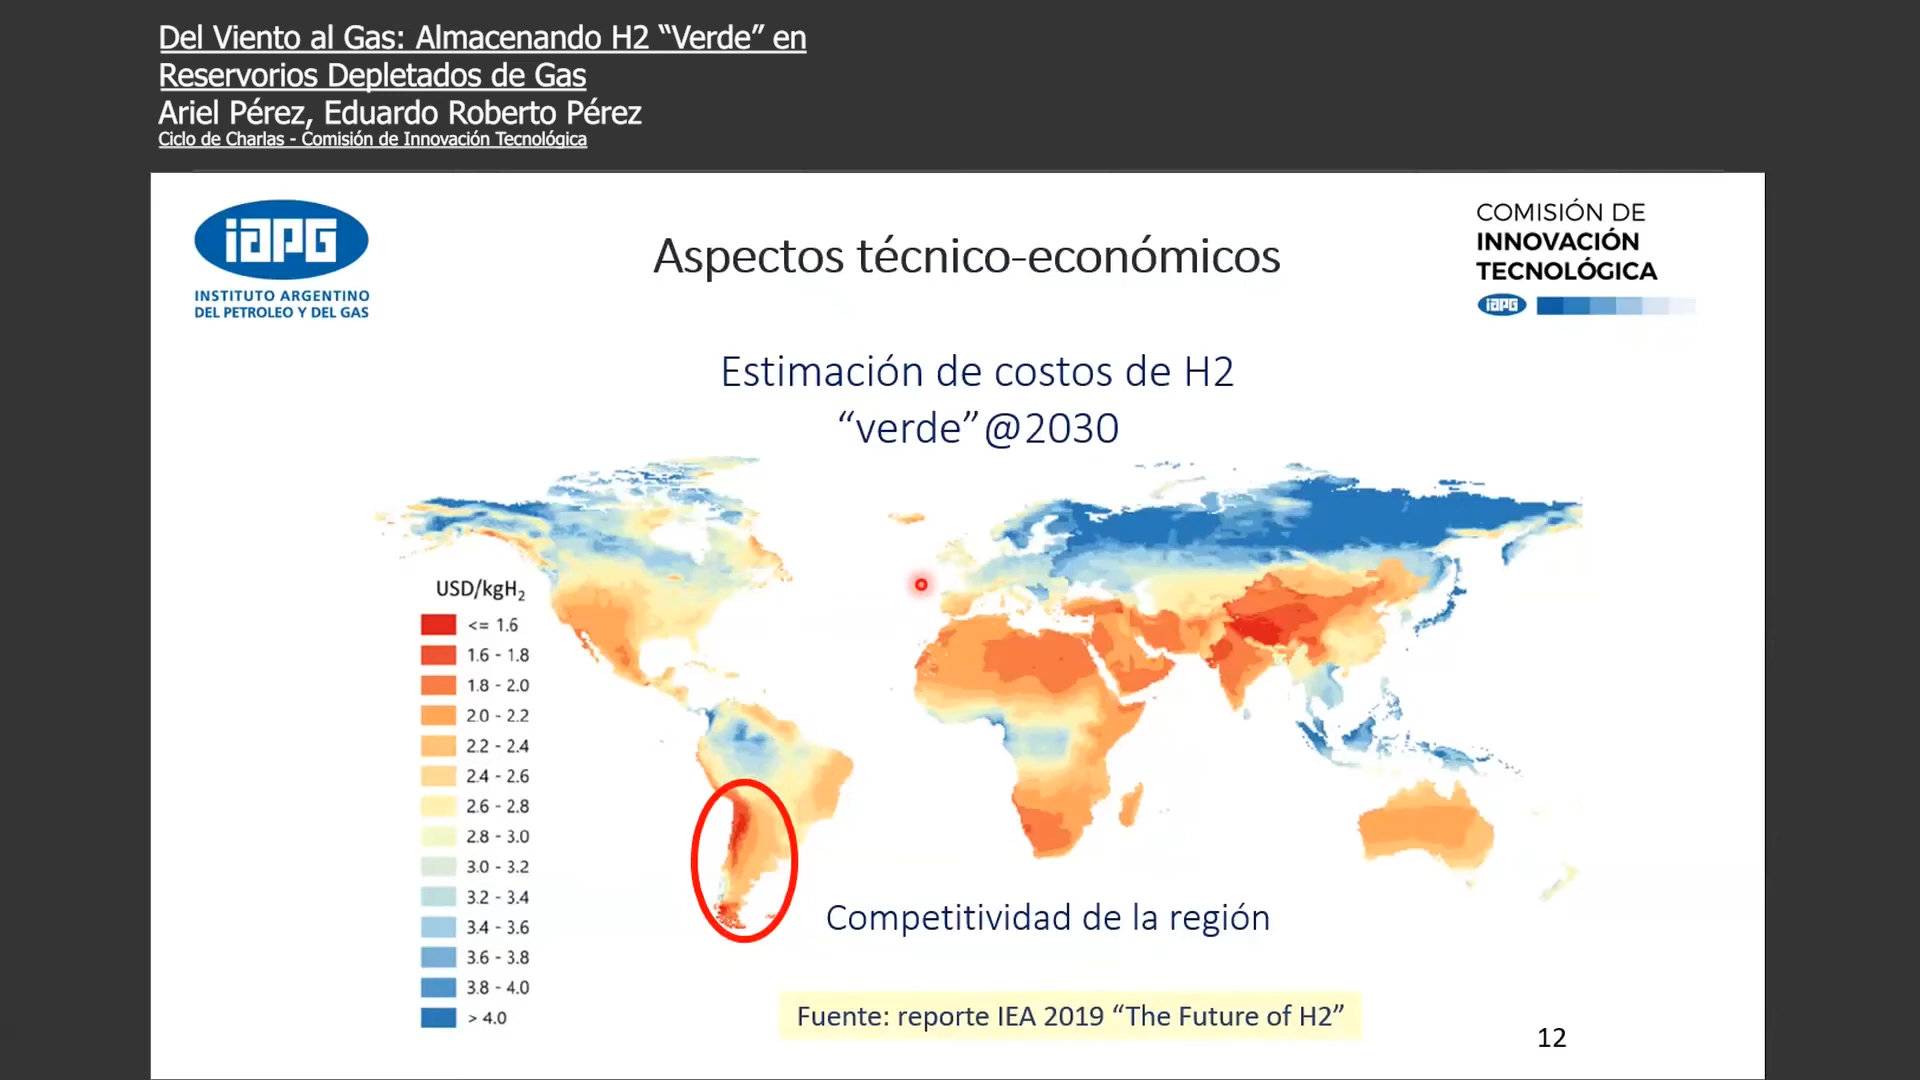 Del Viento al Gas: Almacenando H2 “Verde” en
Reservorios Depletados de Gas
Ariel Pérez, Eduardo Roberto Pérez
Ciclo de Charlas - Comisión de Innovación Tecnológica
iapg
INSTITUTO ARGENTINO
DEL PETROLEO Y DEL GAS
Aspectos técnico-económicos
COMISIÓN DE
INNOVACIÓN
TECNOLÓGICA
iapg
Estimación de costos de H2
“verde”@2030
USD/kgH₂
<= 1.6
1.6 - 1.8
1.8 - 2.0
2.0 - 2.2
2.2 - 2.4
2.4 - 2.6
2.6 - 2.8
2.8 - 3.0
3.0 - 3.2
3.2 - 3.4
3.4 - 3.6
3.6 - 3.8
3.8 - 4.0
> 4.0
Competitividad de la región
Fuente: reporte IEA 2019 “The Future of H2”
12